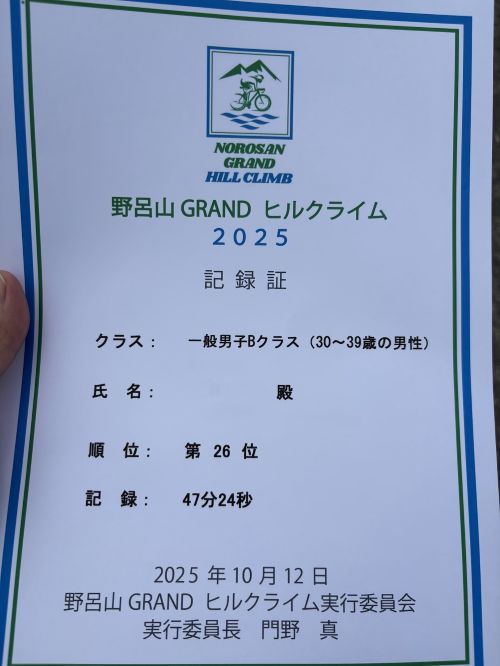 NOROSAN
GRAND
HILL CLIMB
野呂山 GRAND ヒルクライム
2025
記 録 証
クラス： 一般男子Bクラス（30～39歳の男性）
氏 名： 殿
順 位： 第 26 位
記 録： 47分24秒
2025 年 10 月 12 日
野呂山 GRAND ヒルクライム実行委員会
実行委員長 門野 真